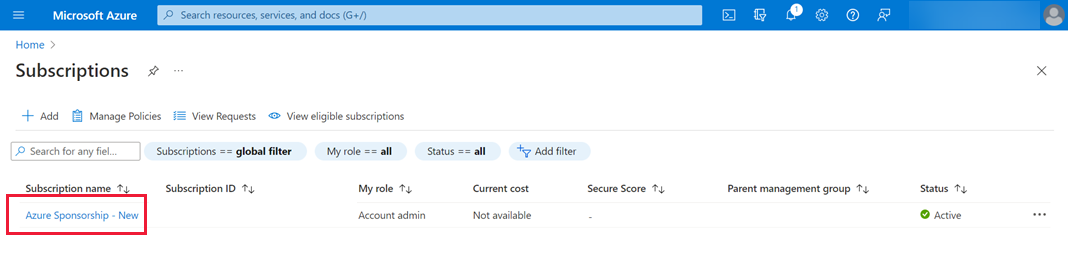 Microsoft Azure
Search resources, services, and docs (G+/)
1
Home
Subscriptions
Add
Manage Policies
View Requests
View eligible subscriptions
Search for any field...
Subscriptions == global filter
My role == all
Status == all
Add filter
Subscription name
Subscription ID
My role
Current cost
Secure Score
Parent management group
Status
Azure Sponsorship - New
Account admin
Not available
-
Active